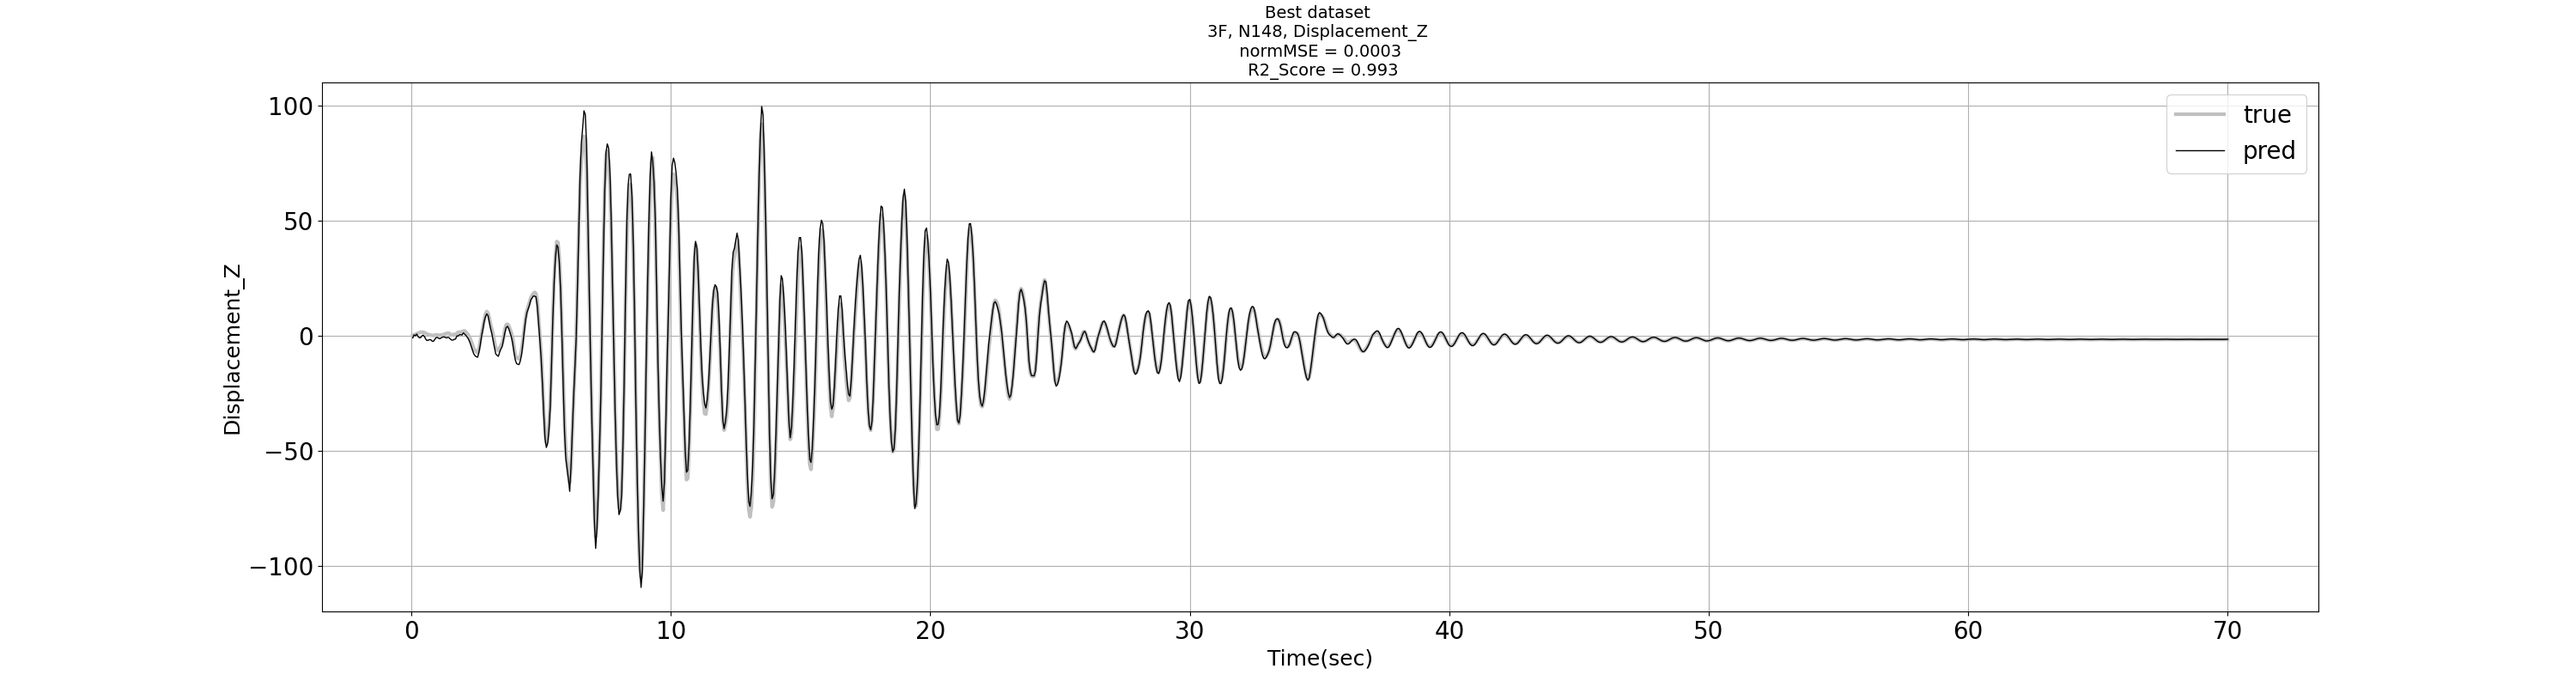 Best dataset
3F, N148, Displacement_Z
normMSE = 0.0003
R2_Score = 0.993
true
pred
100
50
0
−50
−100
Displacement_Z
0 10 20 30 40 50 60 70
Time(sec)